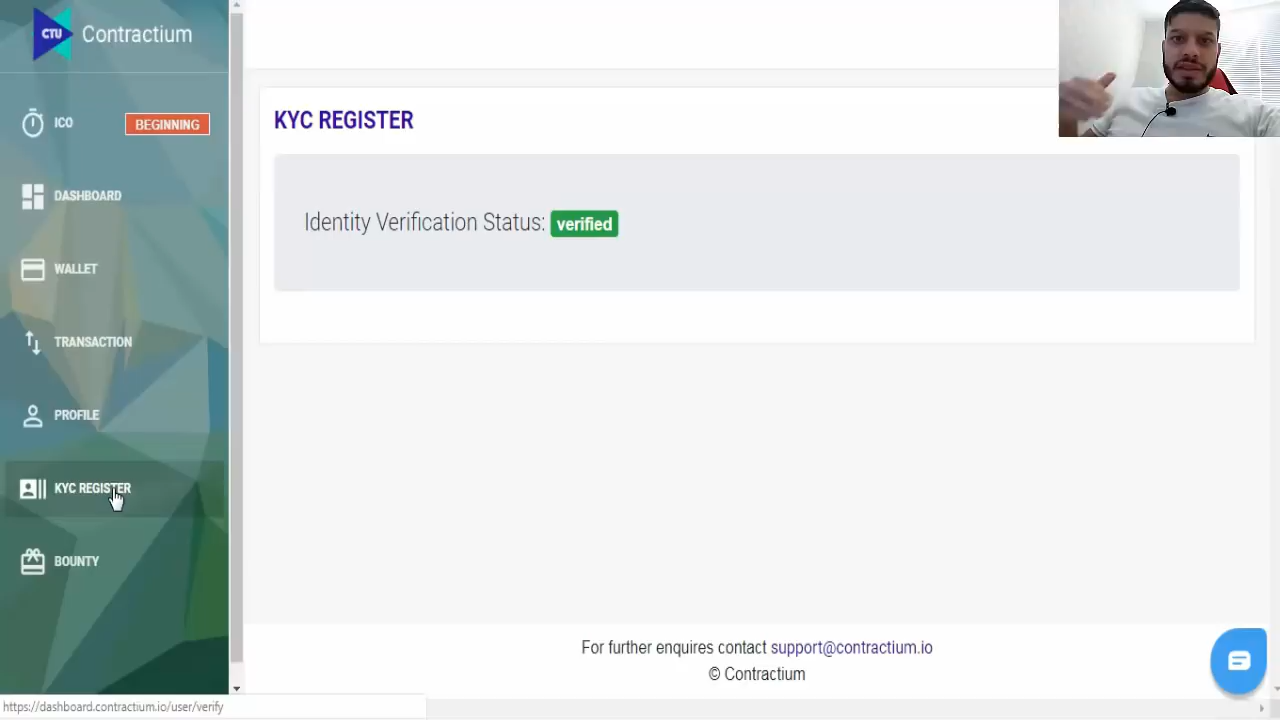 CTU Contractium
ICO BEGINNING
DASHBOARD
WALLET
TRANSACTION
PROFILE
KYC REGISTER
BOUNTY
KYC REGISTER
Identity Verification Status: verified
For further enquires contact support@contractium.io
© Contractium
https://dashboard.contractium.io/user/verify